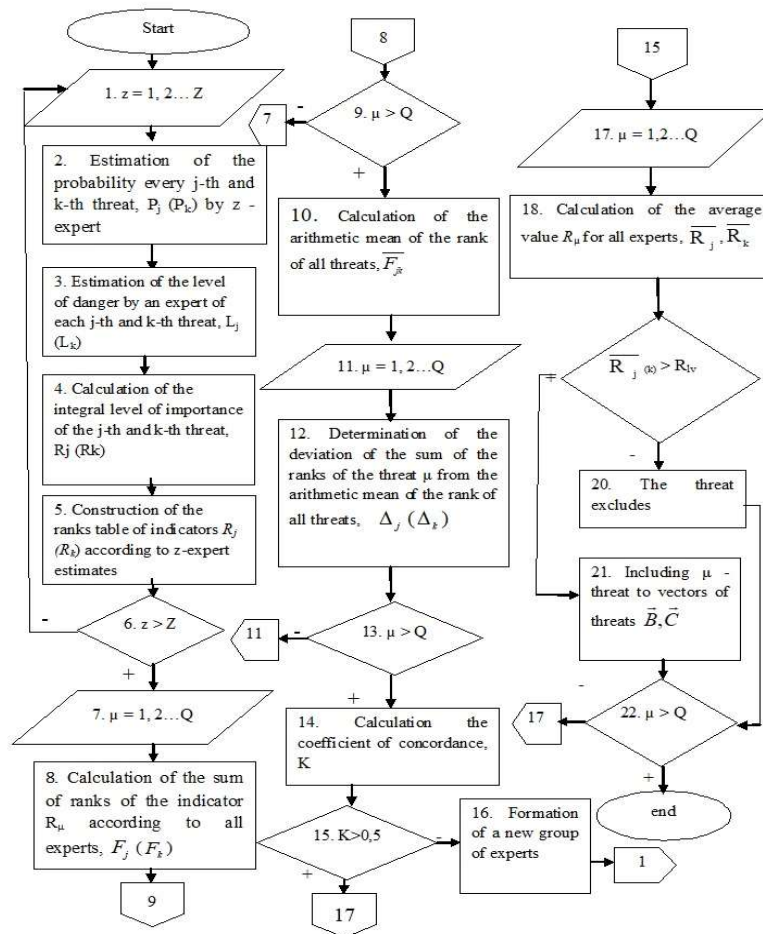 Start
1. z = 1, 2... Z
2. Estimation of the
probability every j-th and
k-th threat, Pj (Pk) by z -
expert
3. Estimation of the level
of danger by an expert of
each j-th and k-th threat, Lj
(Lk)
4. Calculation of the
integral level of importance
of the j-th and k-th threat,
Rj (Rk)
5. Construction of the
ranks table of indicators Rj
(Rk) according to z-expert
estimates
-
6. z > Z
+
7. μ = 1, 2...Q
8. Calculation of the sum
of ranks of the indicator
Rμ according to all
experts, Fj (Fk)
9
8
-
7
9. μ > Q
+
10. Calculation of the
arithmetic mean of the rank
of all threats, F̅jk
11. μ = 1, 2...Q
12. Determination of the
deviation of the sum of the
ranks of the threat μ from the
arithmetic mean of the rank of
all threats, Δj (Δk)
11
-
13. μ > Q
+
14. Calculation the
coefficient of concordance,
K
15. K>0,5
-
+
17
16. Formation
of a new group
of experts
1
15
17. μ = 1,2...Q
18. Calculation of the average
value Rμ for all experts, R̅j, R̅k
+
R̅j (k) > Rlv
-
20. The threat
excludes
21. Including μ -
threat to vectors of
threats B⃗, C⃗
-
17
22. μ > Q
+
end